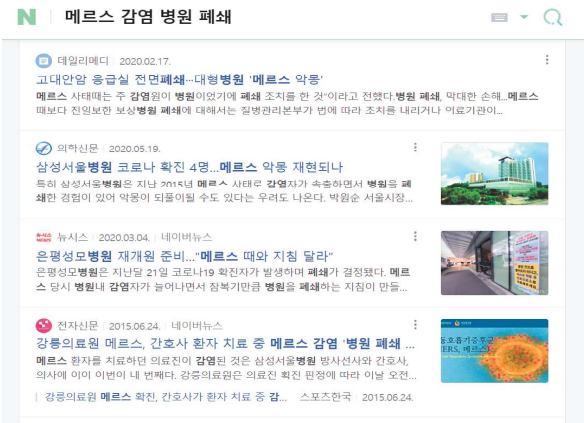 N 메르스 감염 병원 폐쇄
데일리메디 2020.02.17.
고대안암 응급실 전면폐쇄…대형병원 '메르스 악몽'
메르스 사태때는 주 감염원이 병원이었기에 폐쇄 조치를 한 것"이라고 전했다.병원 폐쇄, 막대한 손해...메르스
때보다 진일보한 보상병원 폐쇄에 대해서는 질병관리본부가 법에 따라 조치를 내리거나 의료기관이...
의학신문 2020.05.19.
삼성서울병원 코로나 확진 4명...메르스 악몽 재현되나
특히 삼성서울병원은 지난 2015년 메르스 사태로 감염자가 속출하면서 병원을 폐
쇄한 경험이 있어 악몽이 되풀이될 수도 있다는 우려도 나온다. 박원순 서울시장...
뉴시스 2020.03.04. 네이버뉴스
은평성모병원 재개원 준비..."메르스 때와 지침 달라"
은평성모병원은 지난달 21일 코로나19 확진자가 발생하며 폐쇄가 결정됐다. 메르
스 당시 병원내 감염자가 늘어나면서 잠복기만큼 병원을 폐쇄하는 지침이 만들...
전자신문 2015.06.24. 네이버뉴스
강릉의료원 메르스, 간호사 환자 치료 중 메르스 감염 '병원 폐쇄 ...
메르스 환자를 치료하던 의료진이 감염된 것은 삼성서울병원 방사선사와 간호사,
의사에 이어 이번이 네 번째다. 강릉의료원은 의료진 확진 판정에 따라 이날 오전...
동호흡기증후군
ERS, 메르스)
강릉의료원 메르스 확진, 간호사가 환자 치료 중 감... 스포츠한국 2015.06.24.